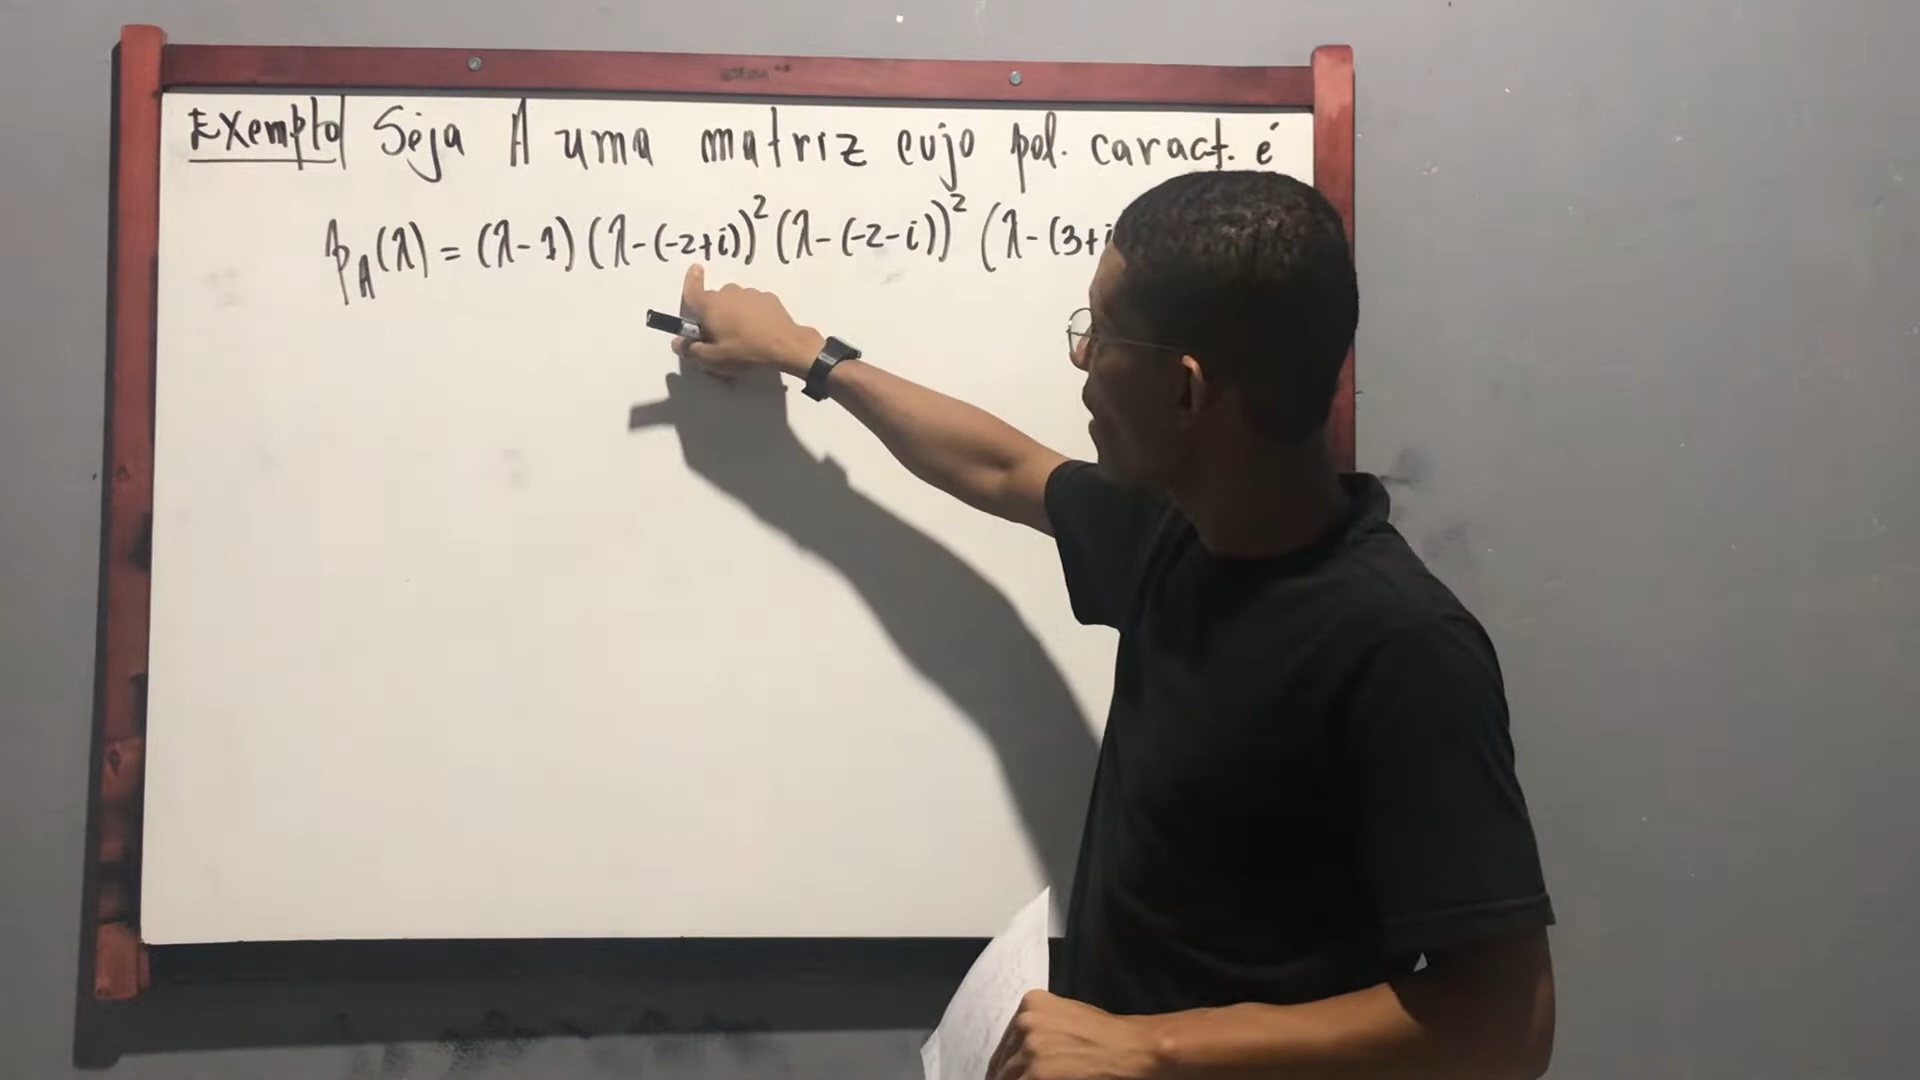 Exemplo Seja A uma matriz cujo pol. caract. é
p_A(λ) = (λ-1) (λ-(-2+i))² (λ-(-2-i))² (λ-(3+i